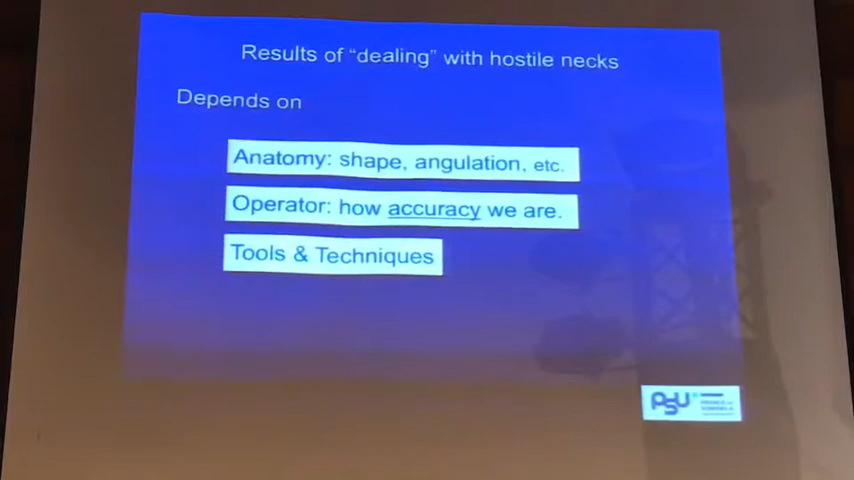 Results of “dealing” with hostile necks
Depends on
Anatomy: shape, angulation, etc.
Operator: how accuracy we are.
Tools & Techniques
PSU